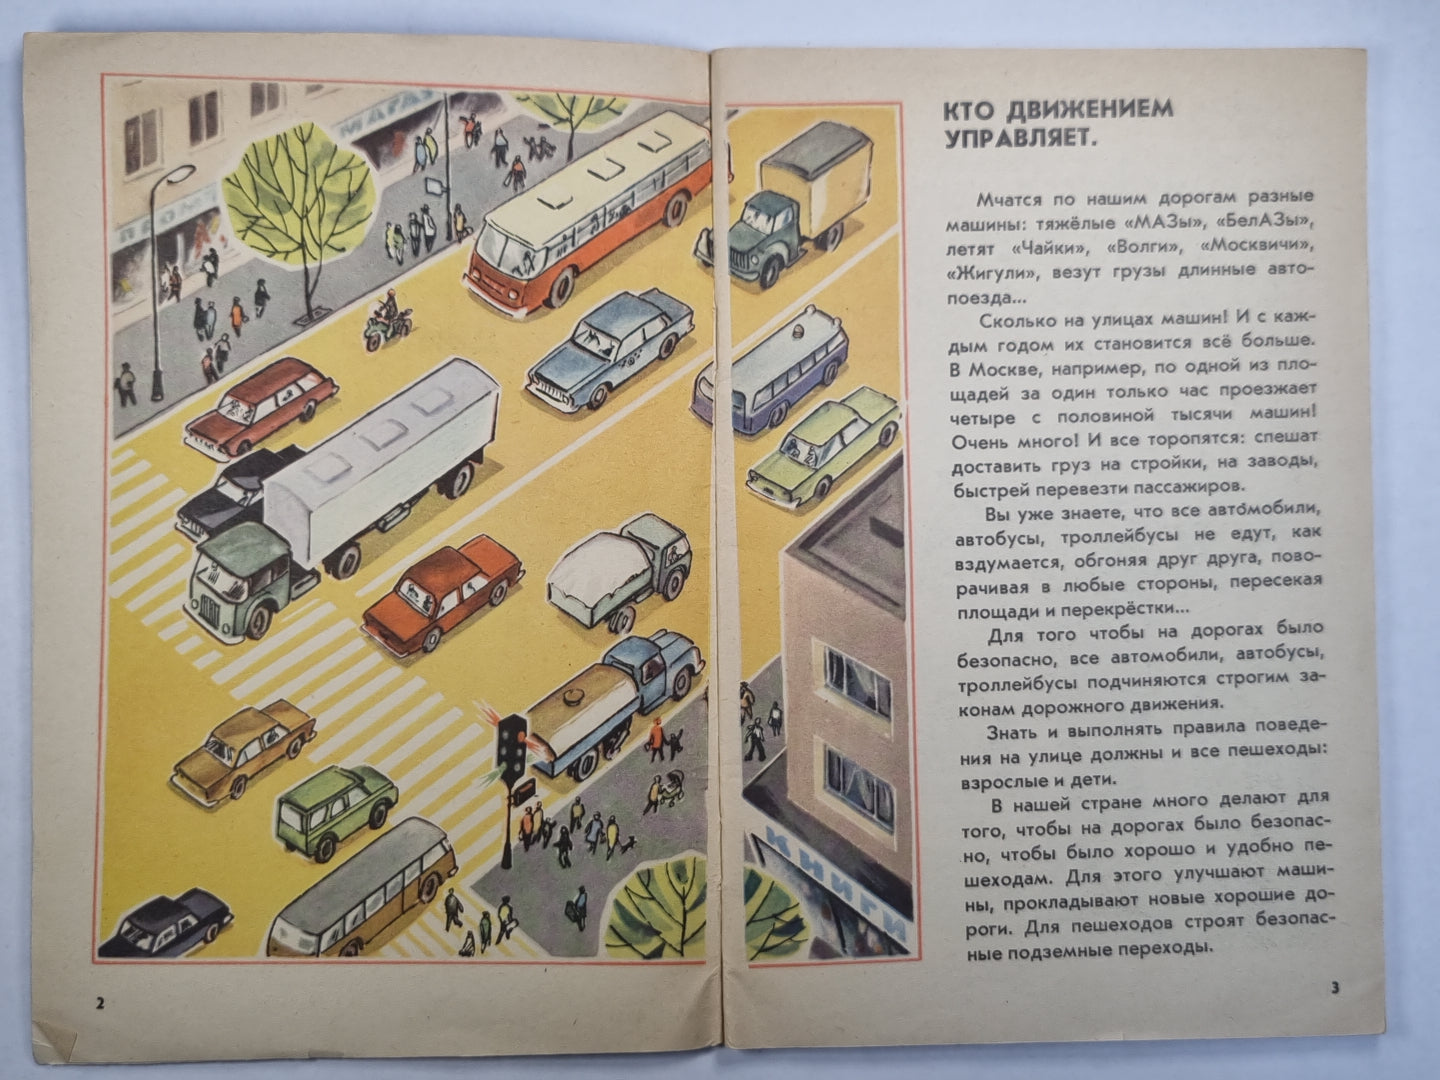 МАГАЗ
КНИГИ
2
КТО ДВИЖЕНИЕМ
УПРАВЛЯЕТ.
Мчатся по нашим дорогам разные
машины: тяжёлые «МАЗы», «БелАЗы»,
летят «Чайки», «Волги», «Москвичи»,
«Жигули», везут грузы длинные авто-
поезда...
Сколько на улицах машин! И с каж-
дым годом их становится всё больше.
В Москве, например, по одной из пло-
щадей за один только час проезжает
четыре с половиной тысячи машин!
Очень много! И все торопятся: спешат
доставить груз на стройки, на заводы,
быстрей перевезти пассажиров.
Вы уже знаете, что все автомобили,
автобусы, троллейбусы не едут, как
вздумается, обгоняя друг друга, пово-
рачивая в любые стороны, пересекая
площади и перекрёстки...
Для того чтобы на дорогах было
безопасно, все автомобили, автобусы,
троллейбусы подчиняются строгим за-
конам дорожного движения.
Знать и выполнять правила поведе-
ния на улице должны и все пешеходы:
взрослые и дети.
В нашей стране много делают для
того, чтобы на дорогах было безопас-
но, чтобы было хорошо и удобно пе-
шеходам. Для этого улучшают маши-
ны, прокладывают новые хорошие до-
роги. Для пешеходов строят безопас-
ные подземные переходы.
3